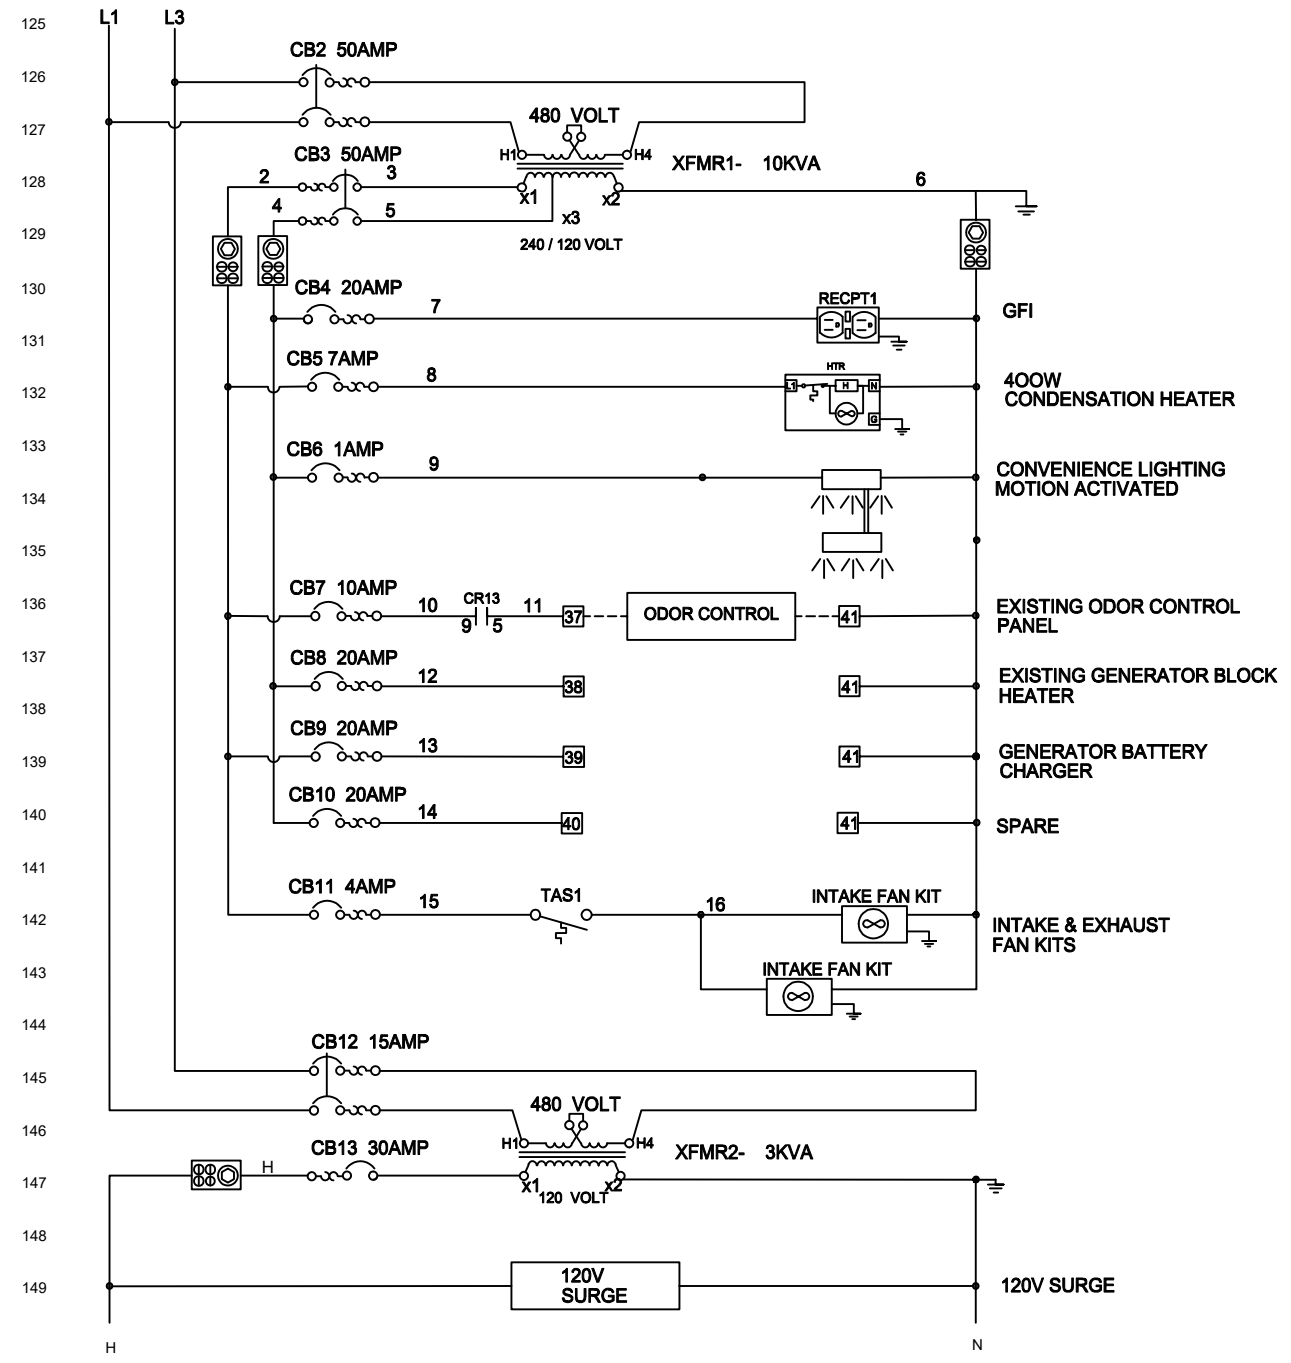 125
L1
L3
CB2 50AMP
126
480 VOLT
127
CB3 50AMP
H1
H4
XFMR1- 10KVA
128
2
3
x1
x2
6
4
5
x3
129
240 / 120 VOLT
130
CB4 20AMP
7
RECPT1
D
D
GFI
131
CB5 7AMP
8
HTR
L1
H
N
G
132
400W
CONDENSATION HEATER
133
CB6 1AMP
9
CONVENIENCE LIGHTING
MOTION ACTIVATED
134
135
136
CB7 10AMP
10
CR13
9
5
11
37
ODOR CONTROL
41
EXISTING ODOR CONTROL
PANEL
137
CB8 20AMP
12
38
41
EXISTING GENERATOR BLOCK
HEATER
138
CB9 20AMP
13
39
41
GENERATOR BATTERY
CHARGER
139
CB10 20AMP
14
40
41
SPARE
140
141
CB11 4AMP
15
TAS1
16
INTAKE FAN KIT
142
INTAKE & EXHAUST
FAN KITS
143
INTAKE FAN KIT
144
CB12 15AMP
145
480 VOLT
146
H1
H4
XFMR2- 3KVA
CB13 30AMP
H
147
x1
x2
120 VOLT
148
149
120V
SURGE
120V SURGE
H
N